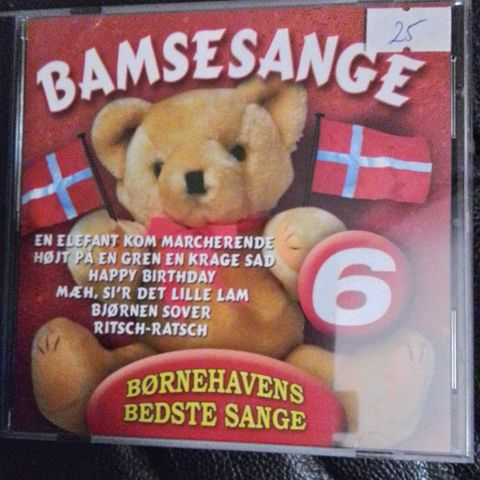 25
BAMSESANGE
EN ELEFANT KOM MARCHERENDE
HØJT PÅ EN GREN EN KRAGE SAD
HAPPY BIRTHDAY
MÆH, SI'R DET LILLE LAM
BJØRNEN SOVER
RITSCH-RATSCH
6
BØRNEHAVENS
BEDSTE SANGE